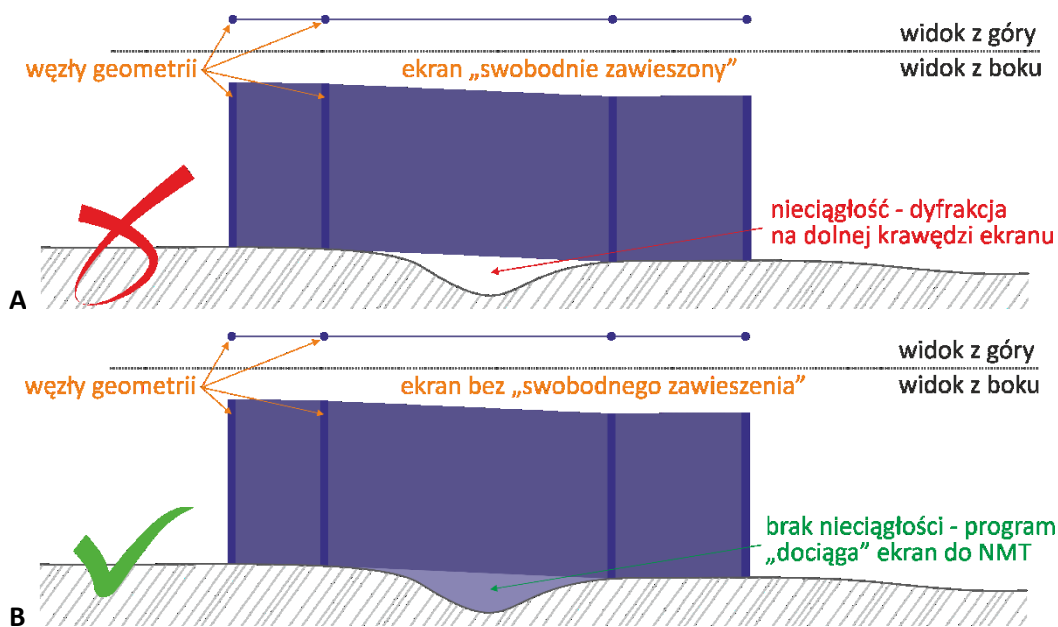 widok z góry
węzły geometrii
ekran „swobodnie zawieszony”
widok z boku
nieciągłość - dyfrakcja
na dolnej krawędzi ekranu
A
widok z góry
węzły geometrii
ekran bez „swobodnego zawieszenia”
widok z boku
brak nieciągłości - program
„dociąga” ekran do NMT
B